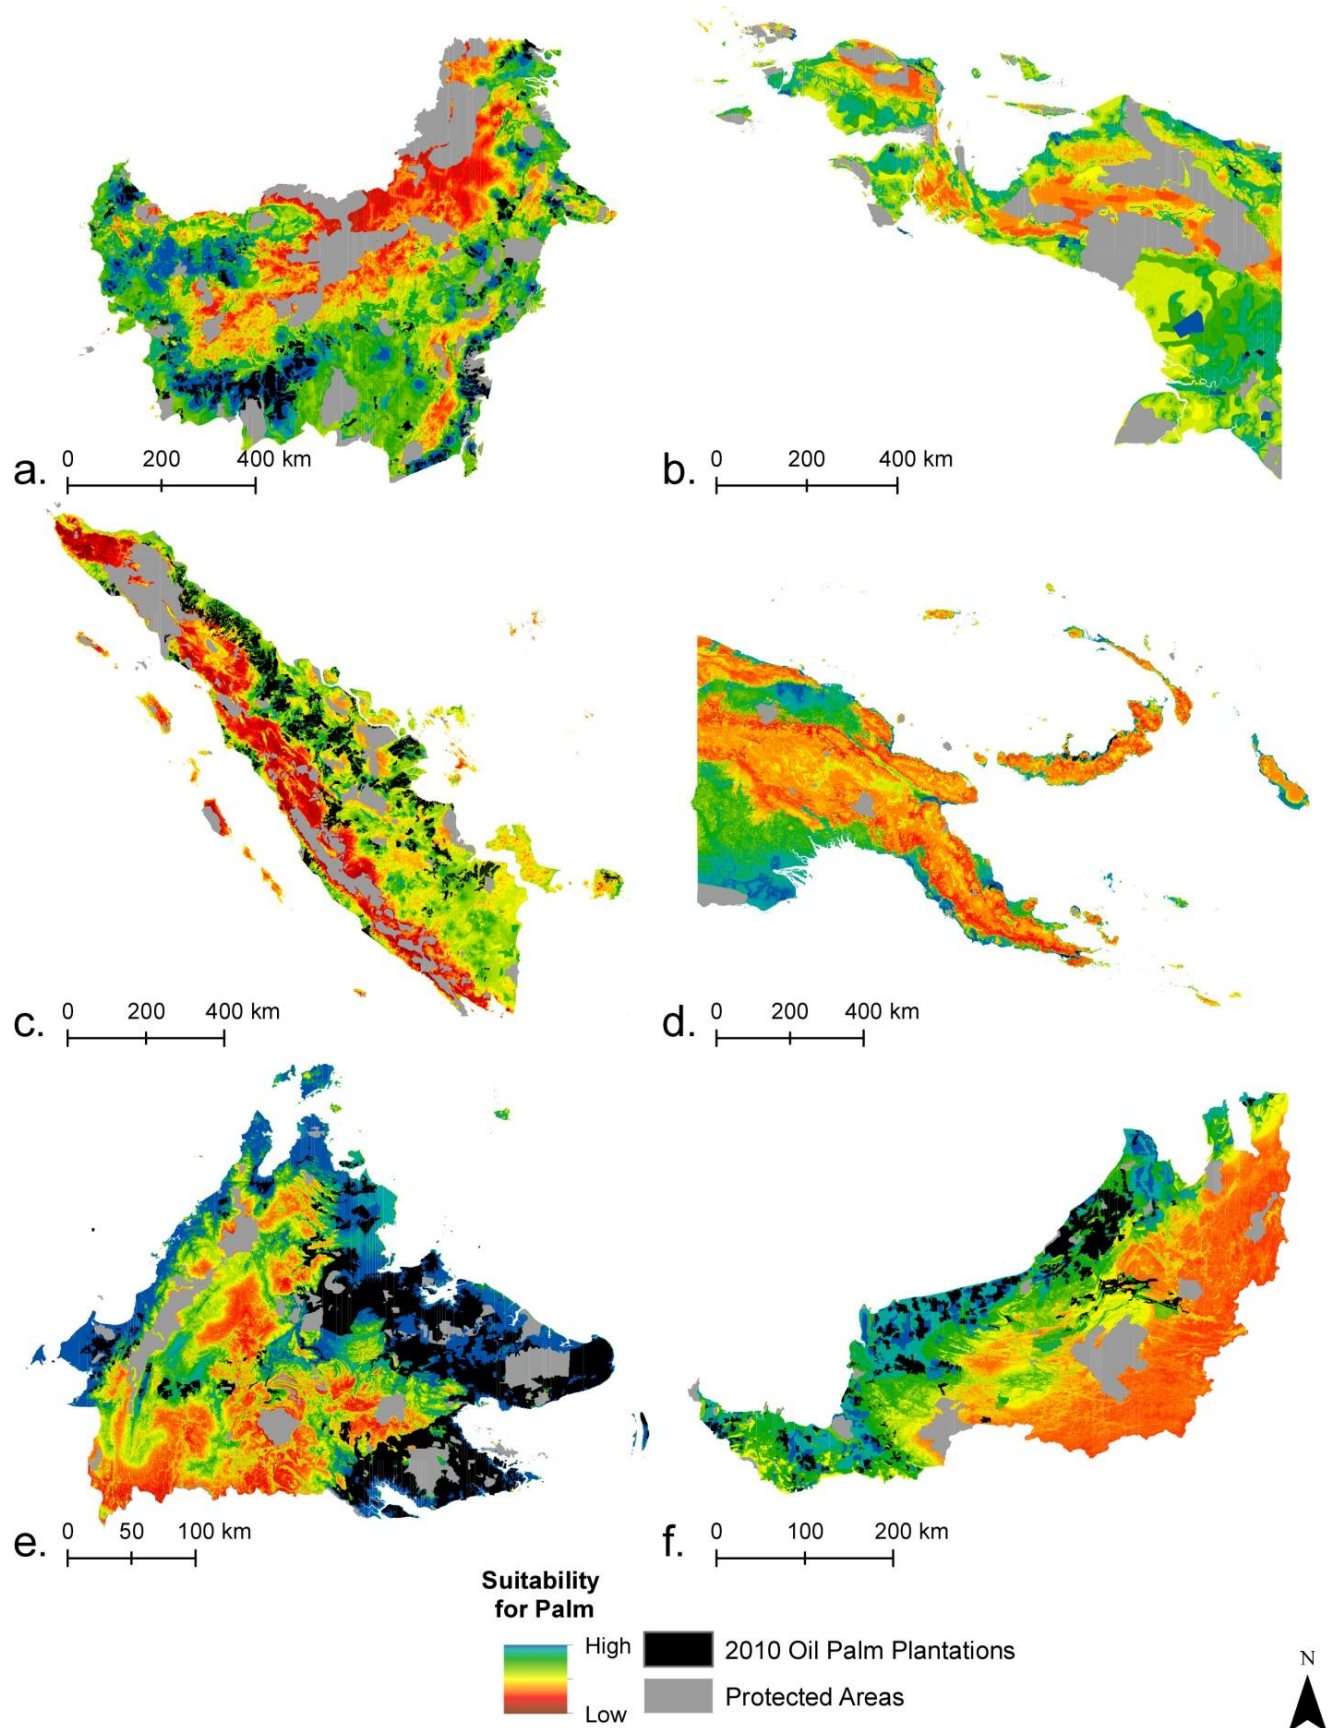 0 200 400 km
a.
0 200 400 km
b.
0 200 400 km
c.
0 200 400 km
d.
0 50 100 km
e.
0 100 200 km
f.
Suitability
for Palm
High
Low
2010 Oil Palm Plantations
Protected Areas
N